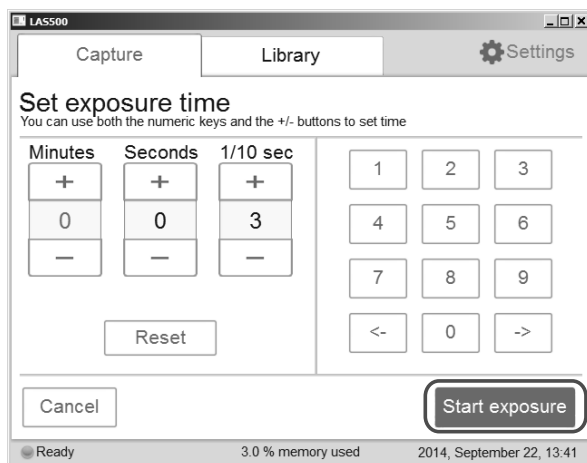 LAS500
Capture
Library
Settings
Set exposure time
You can use both the numeric keys and the +/- buttons to set time
Minutes Seconds 1/10 sec
+ + +
0 0 3
— — —
Reset
1 2 3
4 5 6
7 8 9
<- 0 ->
Cancel
Start exposure
Ready
3.0 % memory used
2014, September 22, 13:41